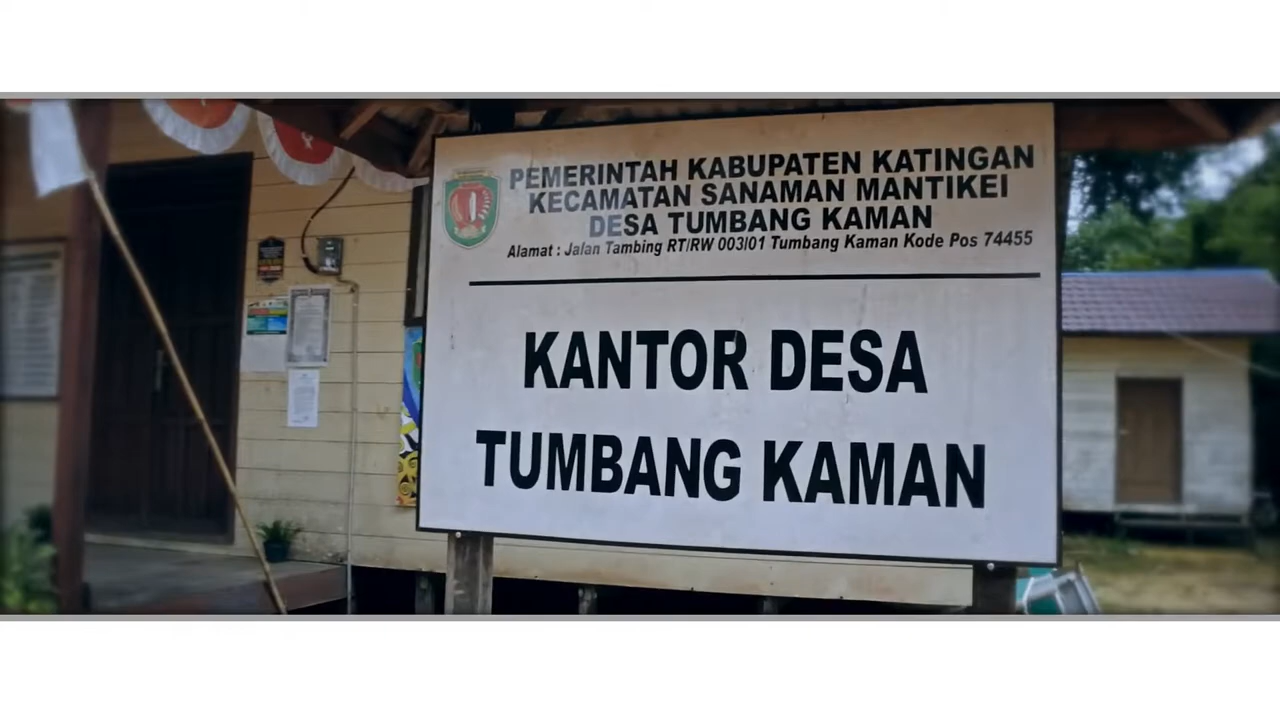 PEMERINTAH KABUPATEN KATINGAN
KECAMATAN SANAMAN MANTIKEI
DESA TUMBANG KAMAN
Alamat : Jalan Tambing RT/RW 003/01 Tumbang Kaman Kode Pos 74455
KANTOR DESA
TUMBANG KAMAN